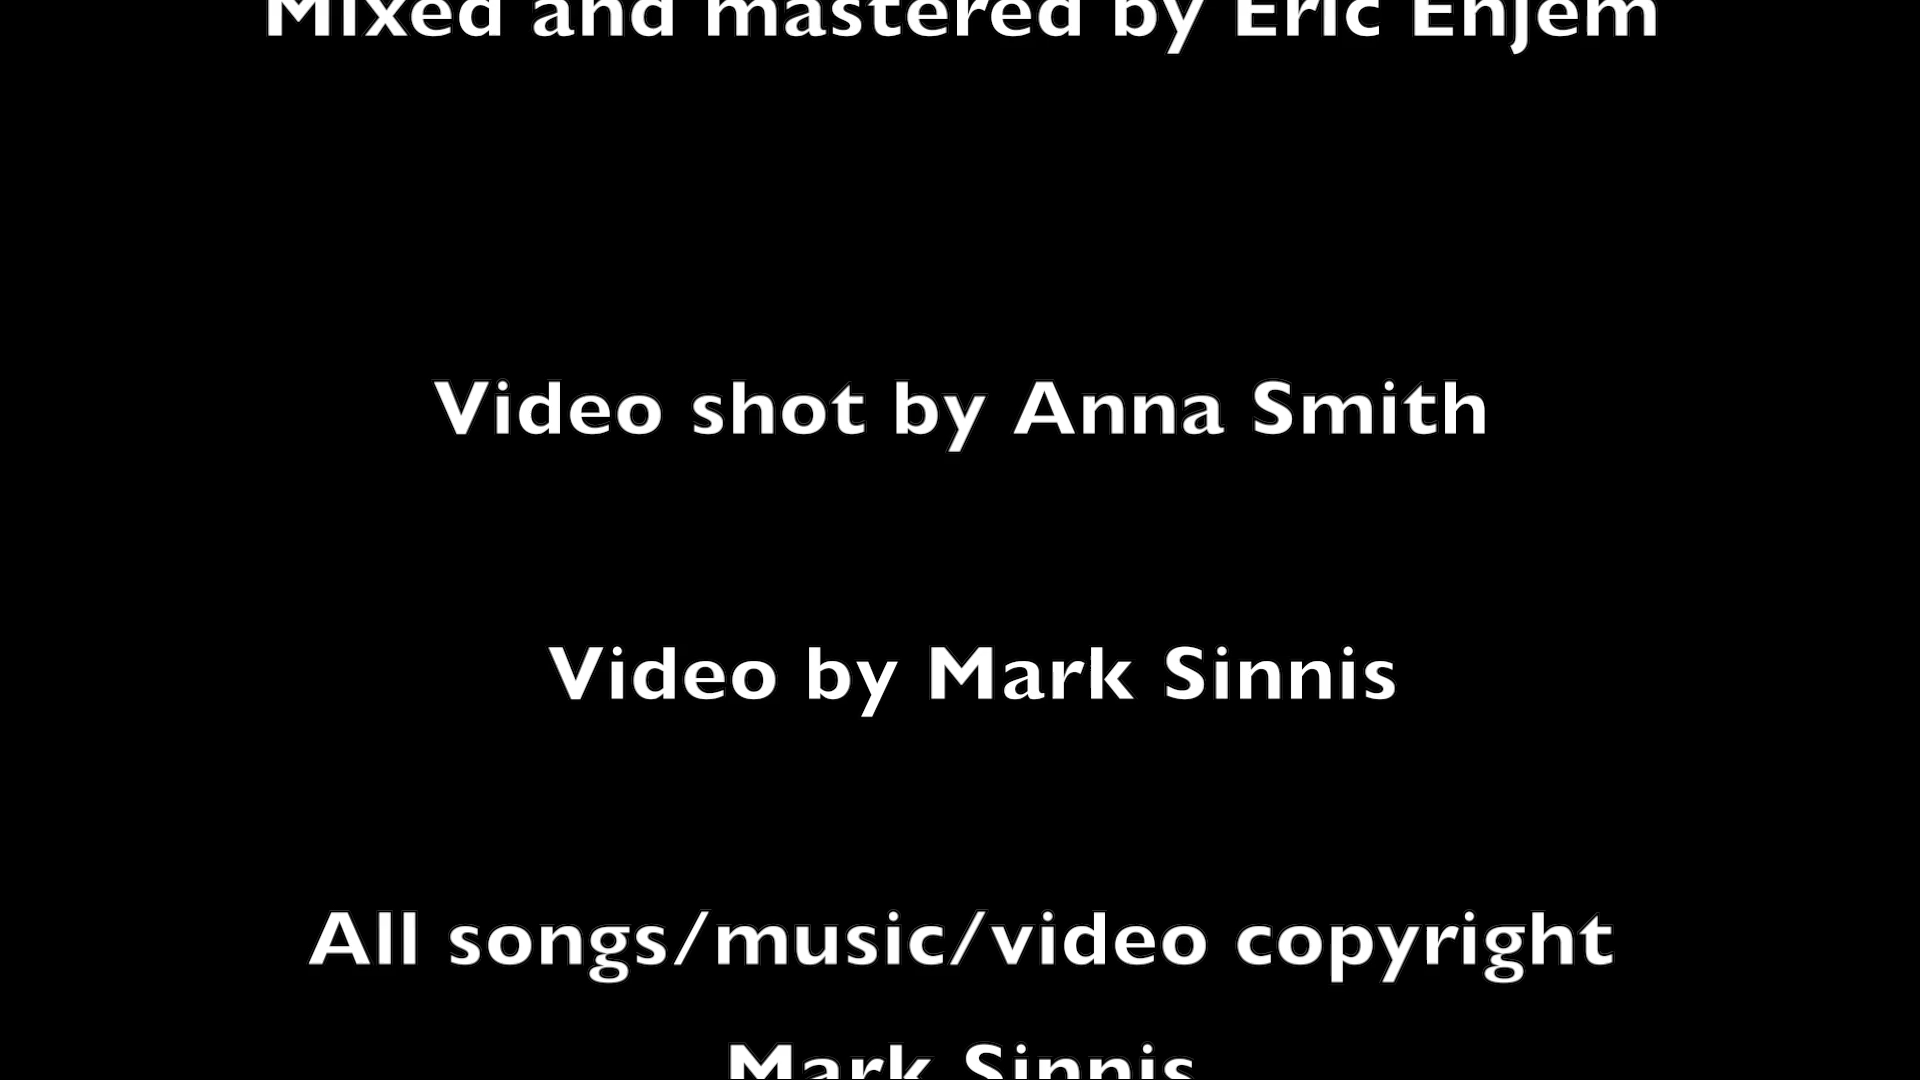 Mixed and mastered by Eric Enjem
Video shot by Anna Smith
Video by Mark Sinnis
All songs/music/video copyright
Mark Sinnis